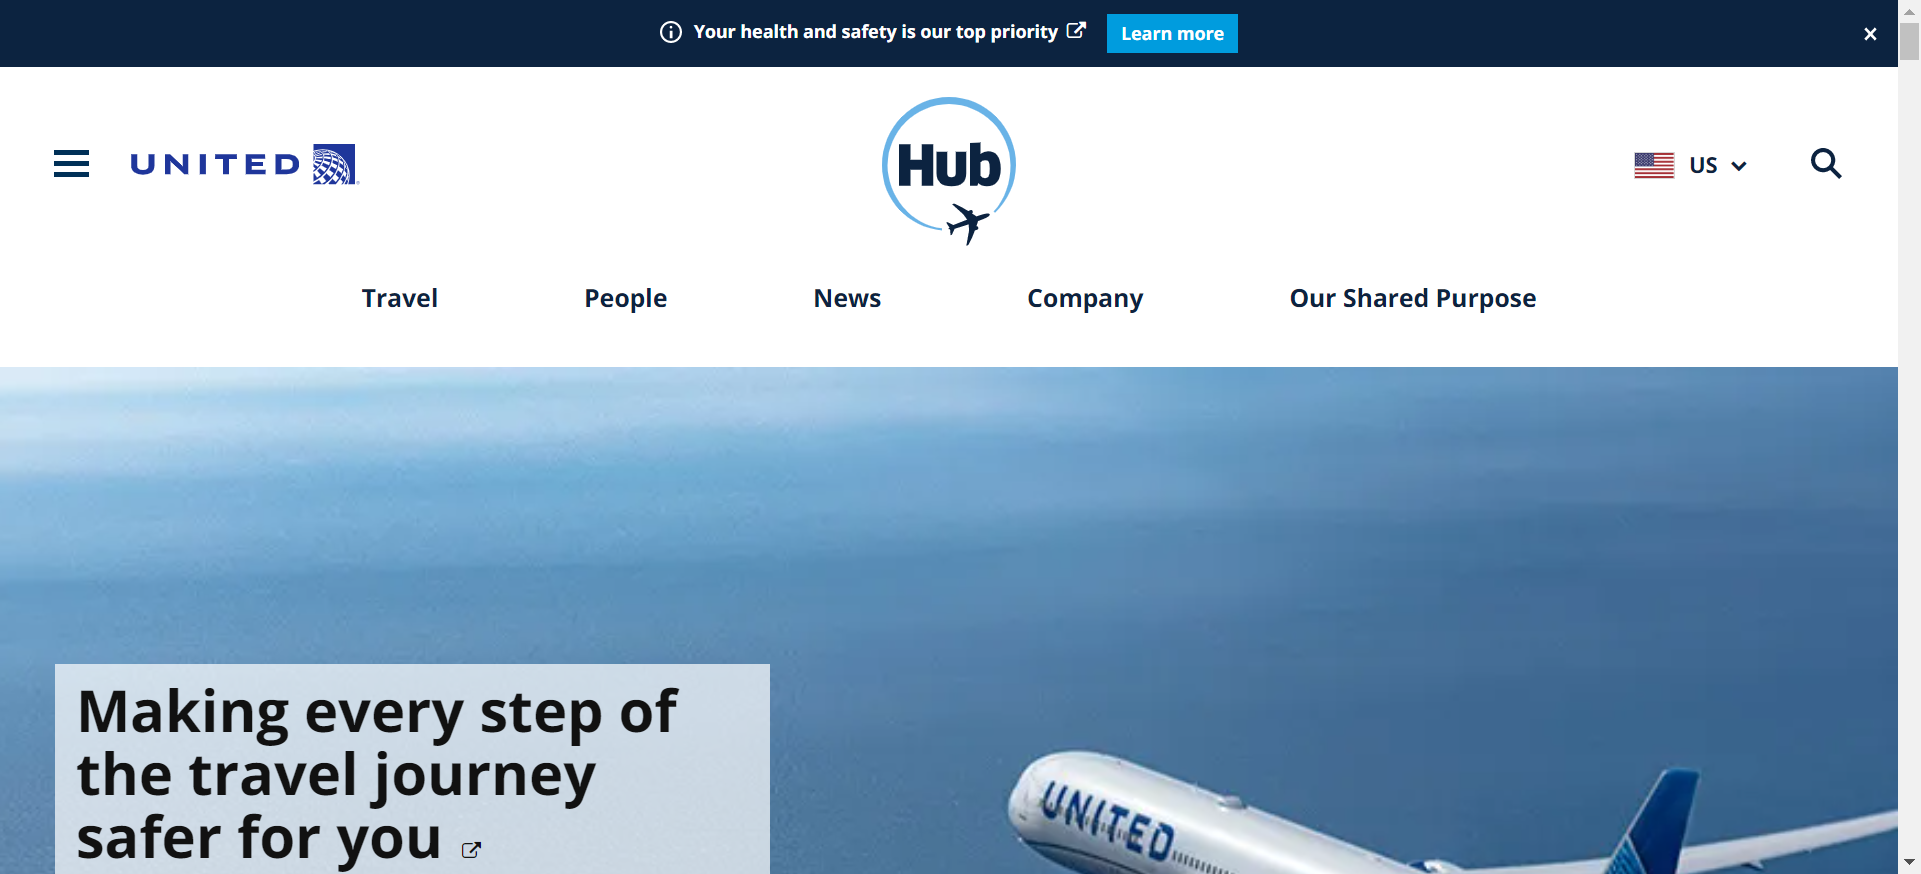 Your health and safety is our top priority
Learn more
UNITED
Hub
US
Travel
People
News
Company
Our Shared Purpose
Making every step of
the travel journey
safer for you
UNITED